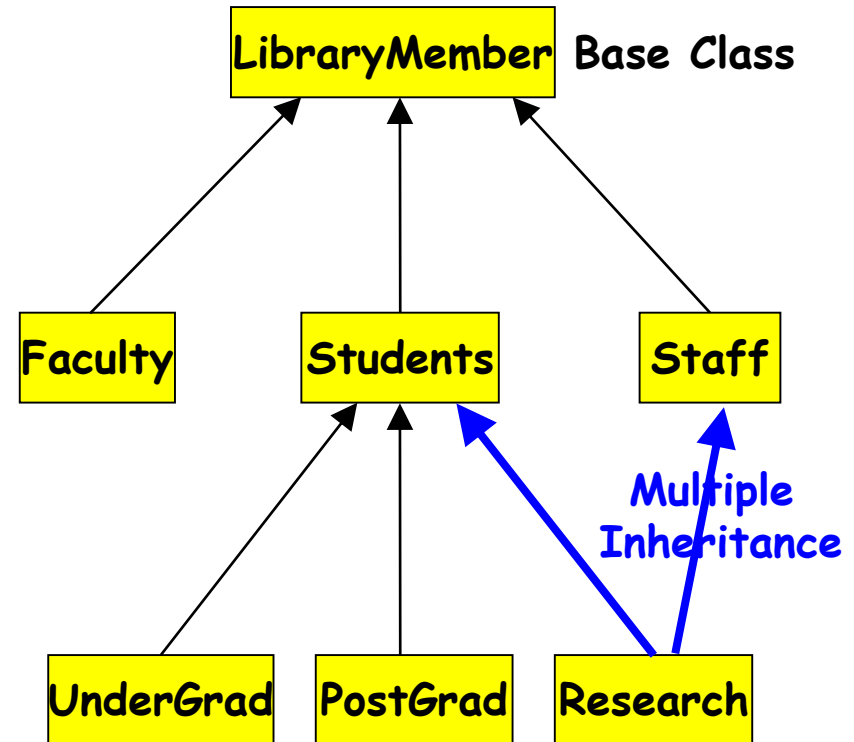 LibraryMember Base Class
Faculty Students Staff
Multiple
Inheritance
UnderGrad PostGrad Research